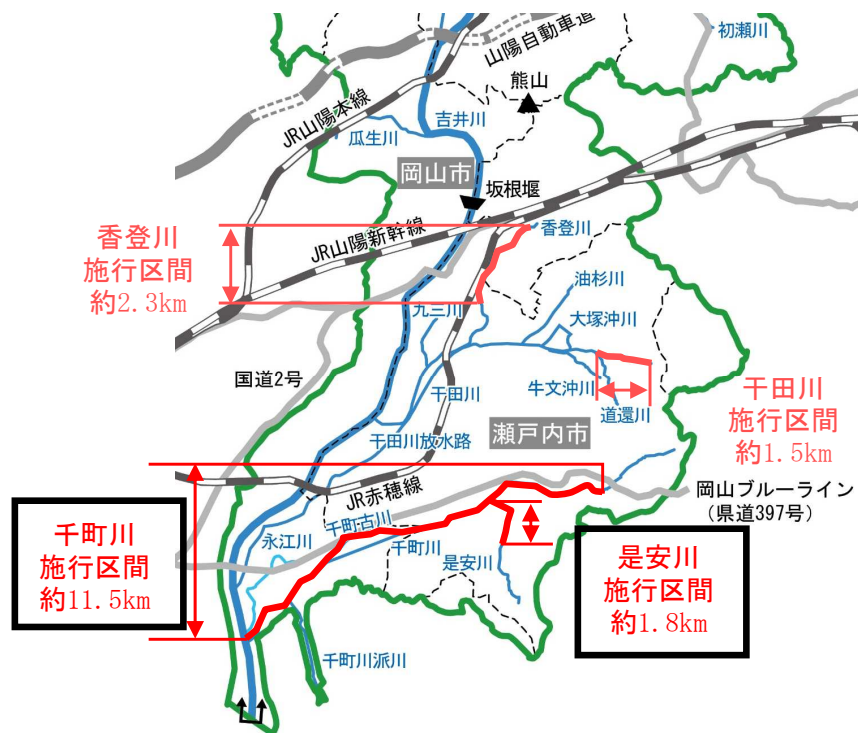 山陽自動車道
初瀬川
熊山
JR山陽本線
吉井川
瓜生川
岡山市
坂根堰
香登川
施行区間
約2.3km
JR山陽新幹線
香登川
油杉川
九三川
大塚沖川
国道2号
干田川
牛文沖川
道還川
干田川
施行区間
約1.5km
干田川放水路
瀬戸内市
JR赤穂線
岡山ブルーライン
（県道397号）
千町川
施行区間
約11.5km
千町古川
永江川
千町川
是安川
是安川
施行区間
約1.8km
千町川派川